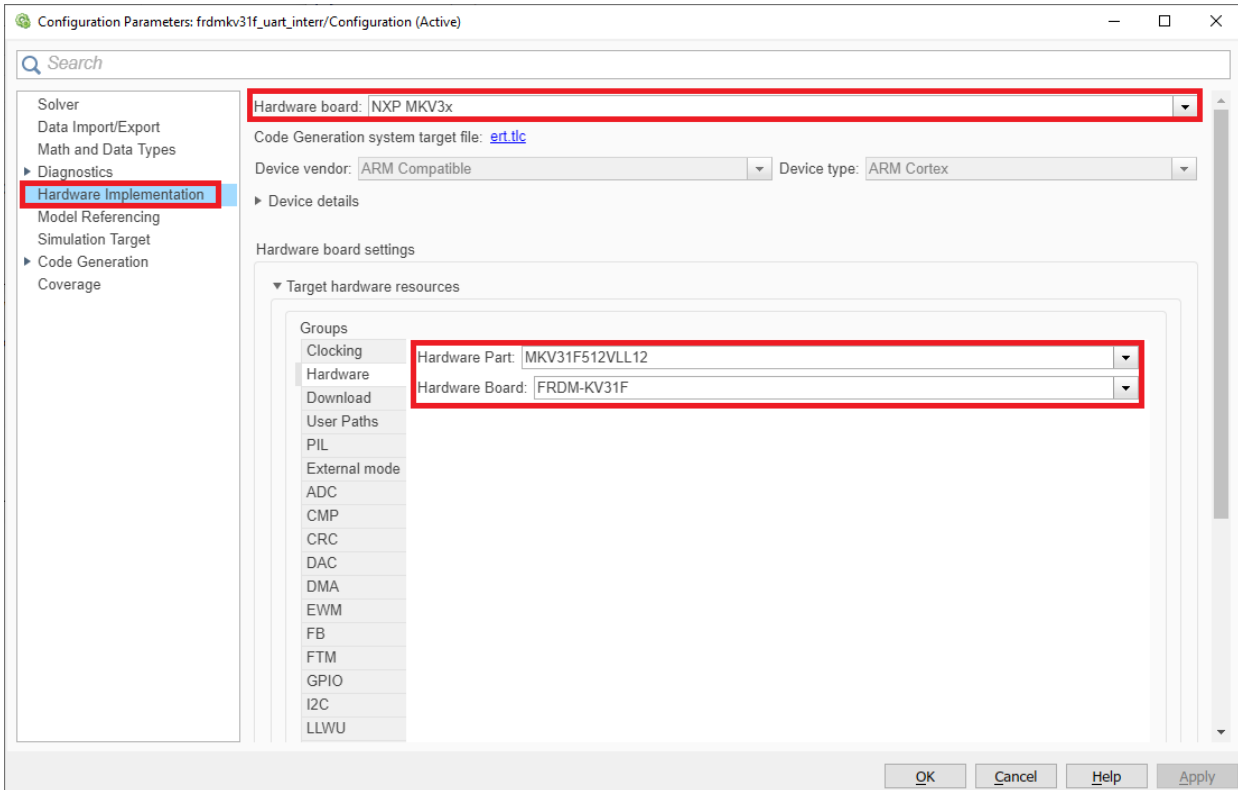 Configuration Parameters: frdmkv31f_uart_interr/Configuration (Active)
Search
Solver
Data Import/Export
Math and Data Types
Diagnostics
Hardware Implementation
Model Referencing
Simulation Target
Code Generation
Coverage
Hardware board: NXP MKV3x
Code Generation system target file: ert.tlc
Device vendor: ARM Compatible Device type: ARM Cortex
Device details
Hardware board settings
Target hardware resources
Groups
Clocking
Hardware
Download
User Paths
PIL
External mode
ADC
CMP
CRC
DAC
DMA
EWM
FB
FTM
GPIO
I2C
LLWU
Hardware Part: MKV31F512VLL12
Hardware Board: FRDM-KV31F
OK Cancel Help Apply